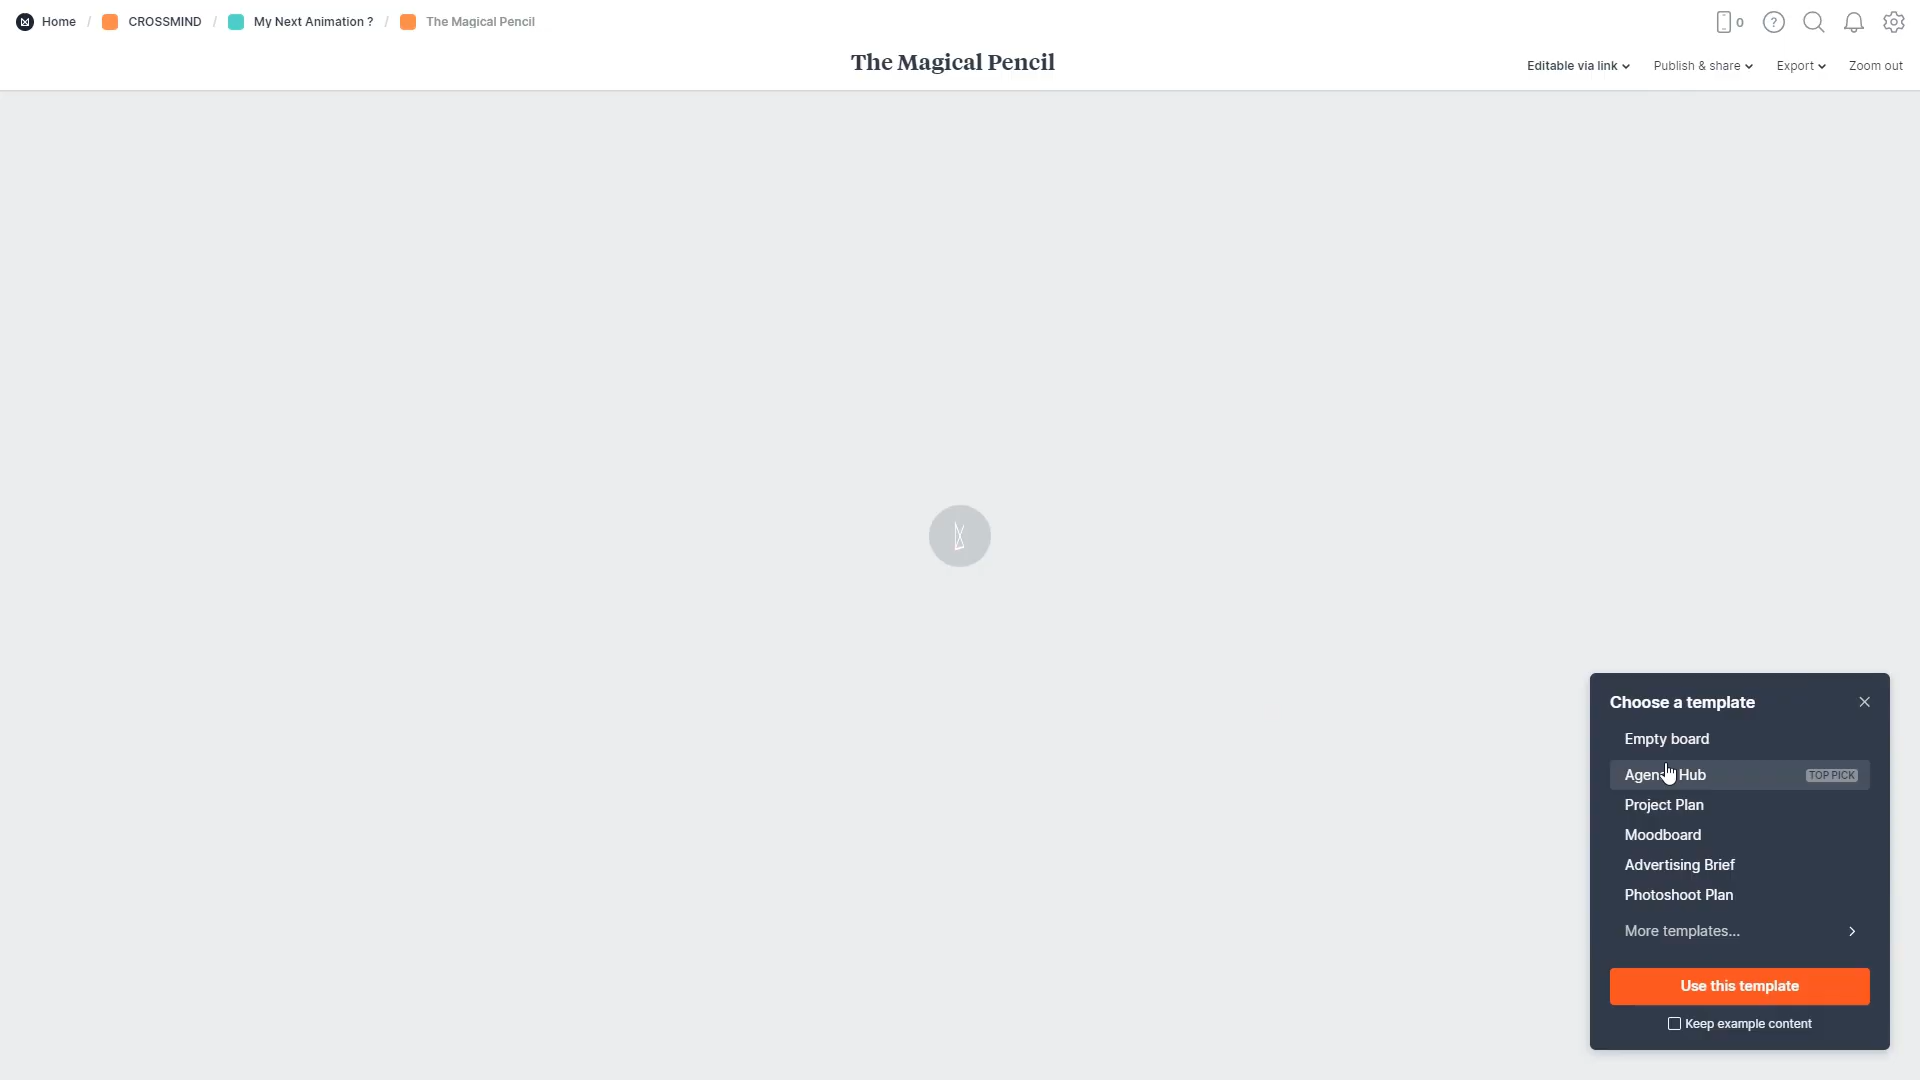 Home / CROSSMIND / My Next Animation ? / The Magical Pencil
0
The Magical Pencil
Editable via link
Publish & share
Export
Zoom out
Choose a template
Empty board
Hub
TOP PICK
Project Plan
Moodboard
Advertising Brief
Photoshoot Plan
More templates...
Use this template
Keep example content